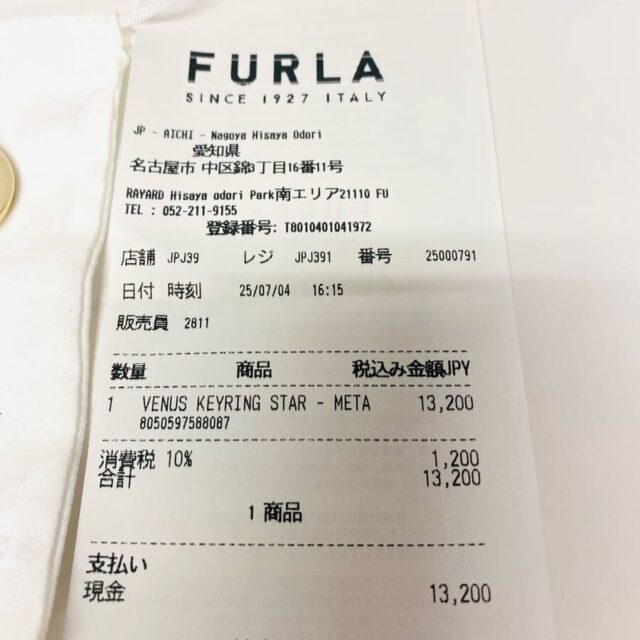 FURLA
SINCE 1927 ITALY
JP - AICHI - Nagoya Hisaya Odori
愛知県
名古屋市 中区錦3丁目16番11号
RAYARD Hisaya odori Park南エリア21110 FU
TEL : 052-211-9155
登録番号: T8010401041972
店舗 JPJ39 レジ JPJ391 番号 25000791
日付 時刻 25/07/04 16:15
販売員 2811
数量 商品 税込み金額JPY
1 VENUS KEYRING STAR - META 13,200
8050597588087
消費税 10% 1,200
合計 13,200
1 商品
支払い
現金 13,200